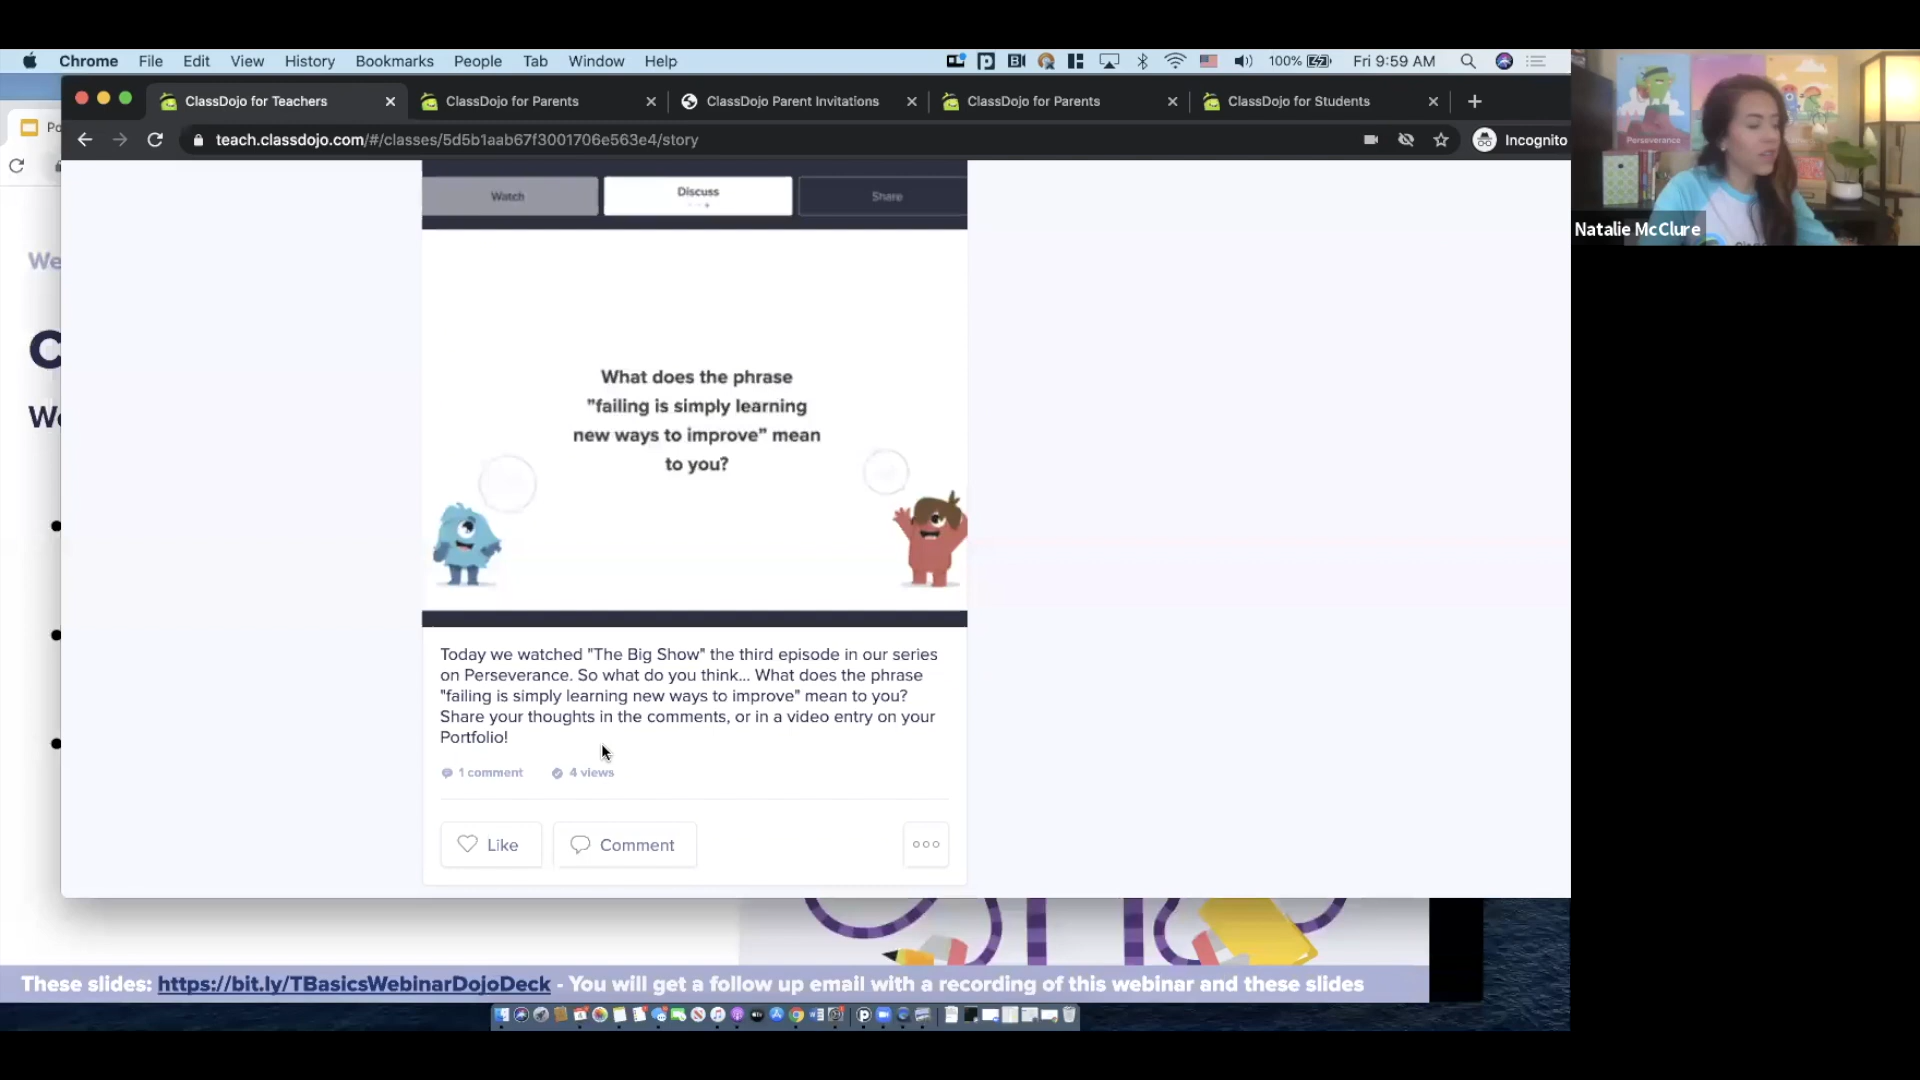 Chrome File Edit View History Bookmarks People Tab Window Help 100% Fri 9:59 AM
ClassDojo for Teachers ClassDojo for Parents ClassDojo Parent Invitations ClassDojo for Parents ClassDojo for Students
Po
teach.classdojo.com/#/classes/5d5b1aab67f3001706e563e4/story Incognito
Perseverance
Natalie McClure
Watch Discuss Share
We
C
We
What does the phrase
"failing is simply learning
new ways to improve" mean
to you?
Today we watched "The Big Show" the third episode in our series
on Perseverance. So what do you think... What does the phrase
"failing is simply learning new ways to improve" mean to you?
Share your thoughts in the comments, or in a video entry on your
Portfolio!
1 comment 4 views
Like Comment
These slides: https://bit.ly/TBasicsWebinarDojoDeck - You will get a follow up email with a recording of this webinar and these slides